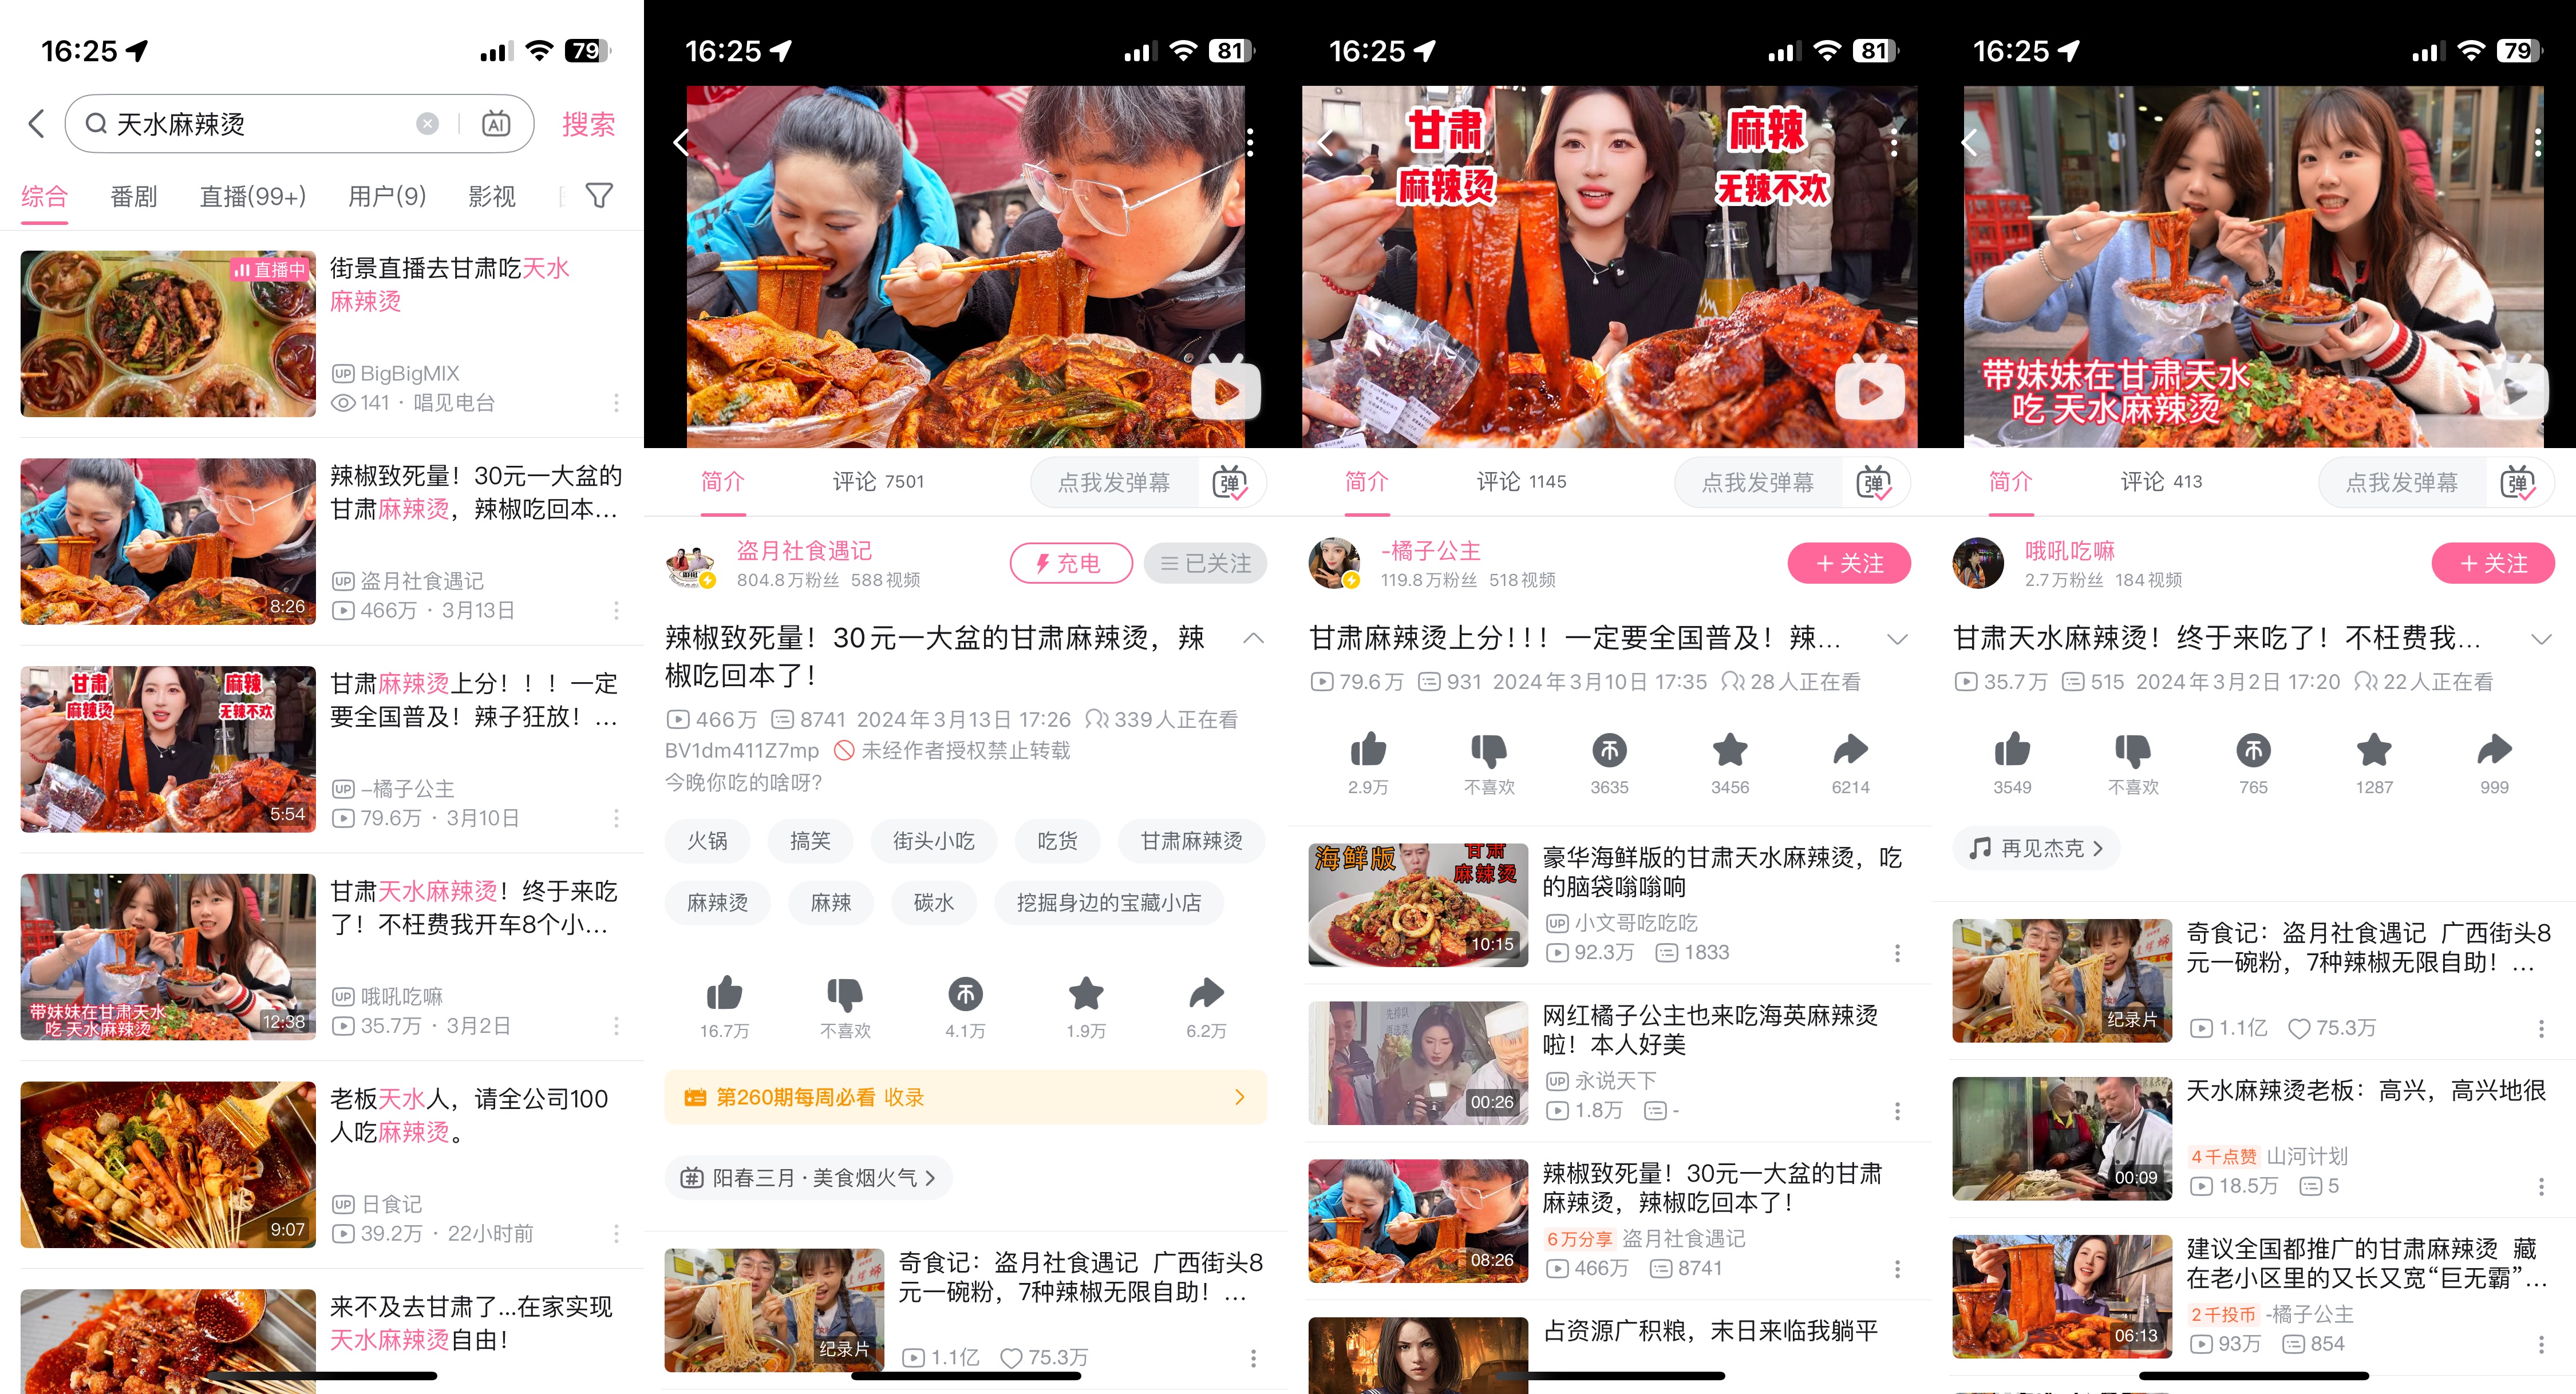 16:25
79
天水麻辣烫
AI
搜索
综合
番剧
直播(99+)
用户(9)
影视
直播中
街景直播去甘肃吃天水
麻辣烫
UP BigBigMIX
141 · 唱见电台
辣椒致死量！30元一大盆的
甘肃麻辣烫，辣椒吃回本...
UP 盗月社食遇记
466万 · 3月13日
8:26
甘肃
麻辣烫
麻辣
无辣不欢
5:54
甘肃麻辣烫上分！！！一定
要全国普及！辣子狂放！...
UP -橘子公主
79.6万 · 3月10日
带妹妹在甘肃天水
吃 天水麻辣烫
12:38
甘肃天水麻辣烫！终于来吃
了！不枉费我开车8个小...
UP 哦吼吃嘛
35.7万 · 3月2日
9:07
老板天水人，请全公司100
人吃麻辣烫。
UP 日食记
39.2万 · 22小时前
来不及去甘肃了...在家实现
天水麻辣烫自由！
16:25
81
简介
评论 7501
点我发弹幕
弹
盗月社食遇记
804.8万粉丝 588视频
充电
已关注
辣椒致死量！30元一大盆的甘肃麻辣烫，辣
椒吃回本了！
466万 8741 2024年3月13日 17:26 339人正在看
BV1dm411Z7mp 未经作者授权禁止转载
今晚你吃的啥呀?
火锅
搞笑
街头小吃
吃货
甘肃麻辣烫
麻辣烫
麻辣
碳水
挖掘身边的宝藏小店
16.7万
不喜欢
4.1万
1.9万
6.2万
第260期每周必看 收录
阳春三月·美食烟火气
纪录片
奇食记：盗月社食遇记 广西街头8
元一碗粉，7种辣椒无限自助！...
1.1亿 75.3万
16:25
81
甘肃
麻辣烫
麻辣
无辣不欢
简介
评论 1145
点我发弹幕
弹
-橘子公主
119.8万粉丝 518视频
+关注
甘肃麻辣烫上分！！！一定要全国普及！辣...
79.6万 931 2024年3月10日 17:35 28人正在看
2.9万
不喜欢
3635
3456
6214
海鲜版
甘肃
麻辣烫
10:15
豪华海鲜版的甘肃天水麻辣烫，吃
的脑袋嗡嗡响
UP 小文哥吃吃吃
92.3万 1833
00:26
网红橘子公主也来吃海英麻辣烫
啦！本人好美
UP 永说天下
1.8万 -
08:26
辣椒致死量！30元一大盆的甘肃
麻辣烫，辣椒吃回本了！
6万分享 盗月社食遇记
466万 8741
占资源广积粮，末日来临我躺平
16:25
79
带妹妹在甘肃天水
吃 天水麻辣烫
简介
评论 413
点我发弹幕
弹
哦吼吃嘛
2.7万粉丝 184视频
+关注
甘肃天水麻辣烫！终于来吃了！不枉费我...
35.7万 515 2024年3月2日 17:20 22人正在看
3549
不喜欢
765
1287
999
再见杰克
纪录片
奇食记：盗月社食遇记 广西街头8
元一碗粉，7种辣椒无限自助！...
1.1亿 75.3万
00:09
天水麻辣烫老板：高兴，高兴地很
4千点赞 山河计划
18.5万 5
06:13
建议全国都推广的甘肃麻辣烫 藏
在老小区里的又长又宽“巨无霸”...
2千投币 -橘子公主
93万 854